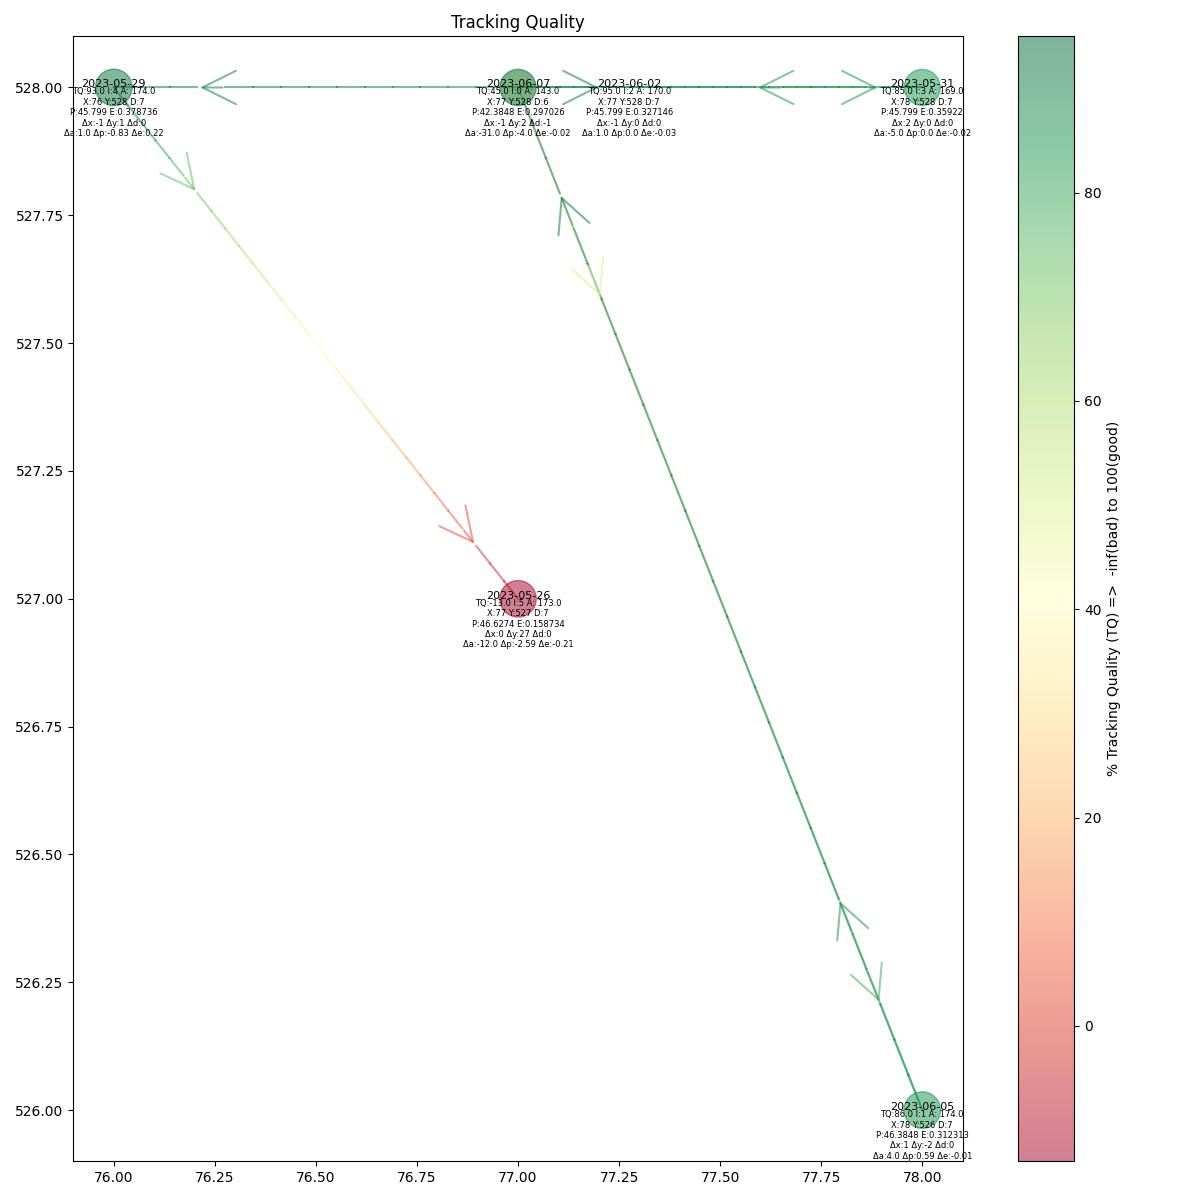 Tracking Quality
2023-05-29
TQ:93.0 I:4 A: 174.0
X:76 Y:528 D:7
P:45.799 E:0.378736
Δx:-1 Δy:1 Δd:0
Δa:1.0 Δp:-0.83 Δe:0.22
2023-06-07
TQ:45.0 I:0 A: 143.0
X:77 Y:528 D:6
P:42.3848 E:0.297026
Δx:-1 Δy:2 Δd:-1
Δa:-31.0 Δp:-4.0 Δe:-0.02
2023-06-02
TQ:95.0 I:2 A: 170.0
X:77 Y:528 D:7
P:45.799 E:0.327146
Δx:-1 Δy:0 Δd:0
Δa:1.0 Δp:0.0 Δe:-0.03
2023-05-31
I:3 A: 169.0
X:78 Y:528 D:7
P:45.799 E:0.35922
Δx:2 Δy:0 Δd:0
Δa:-5.0 Δp:0.0 Δe:-0.02
2023-05-26
TQ:-13.0 I:5 A: 173.0
X:77 Y:527 D:7
P:46.6274 E:0.158734
Δx:0 Δy:27 Δd:0
Δa:-12.0 Δp:-2.59 Δe:-0.21
2023-06-05
TQ:86.0 I:1 A: 174.0
X:78 Y:526 D:7
P:46.3848 E:0.312313
Δx:1 Δy:-2 Δd:0
Δa:4.0 Δp:0.59 Δe:-0.01
528.00
527.75
527.50
527.25
527.00
526.75
526.50
526.25
526.00
76.00
76.25
76.50
76.75
77.00
77.25
77.50
77.75
78.00
80
60
40
20
0
% Tracking Quality (TQ) => -inf(bad) to 100(good)